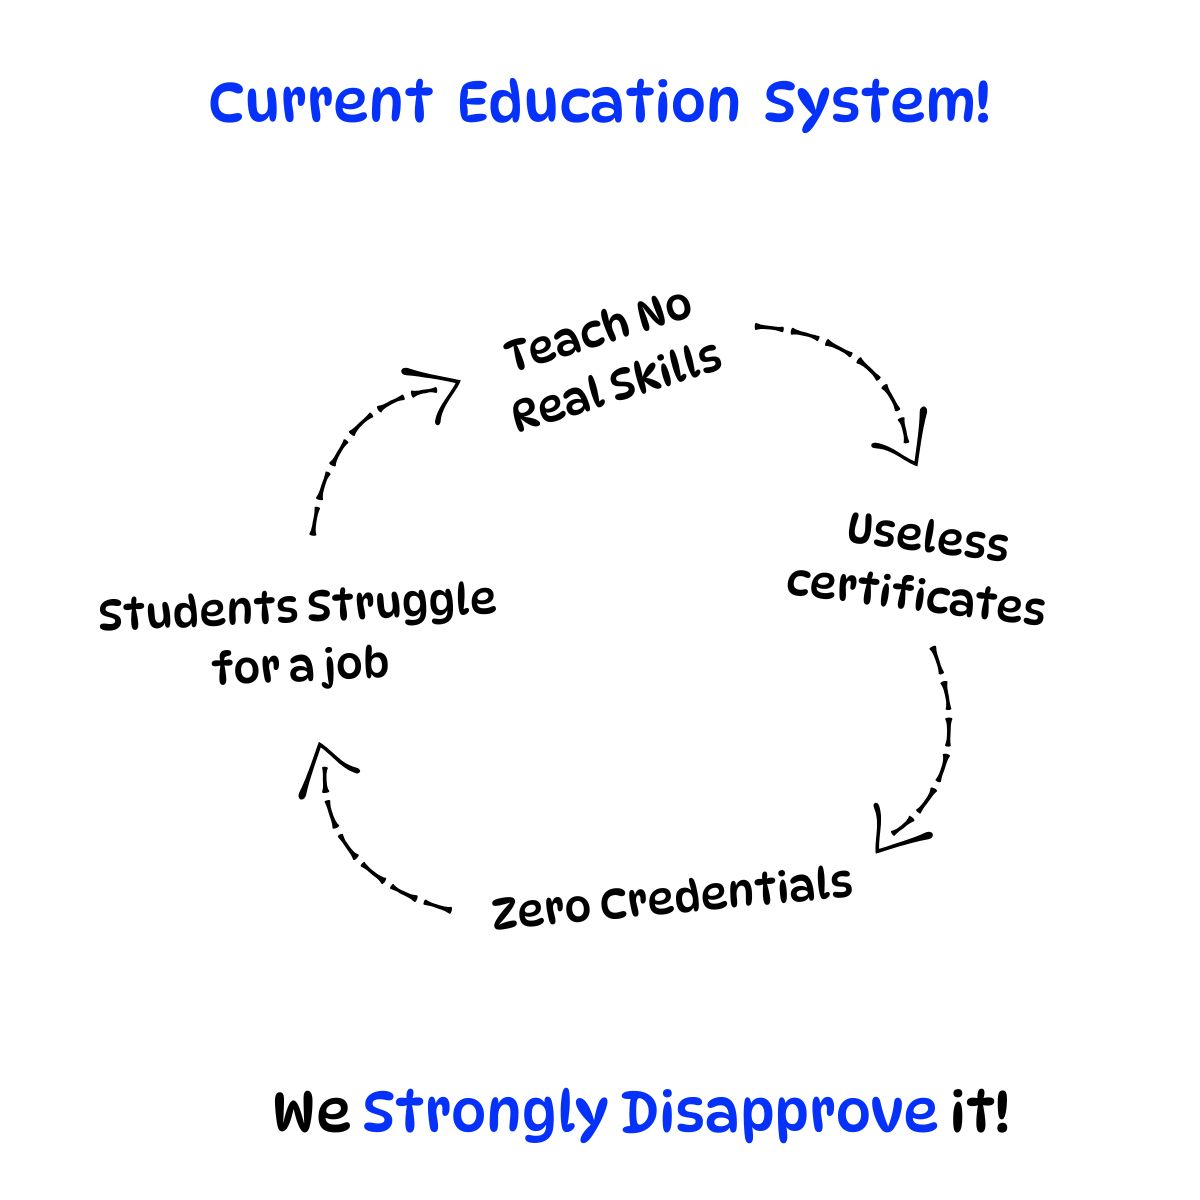 Current Education System!
Teach No
Real Skills
Useless
certificates
Zero Credentials
Students Struggle
for a job
We Strongly Disapprove it!